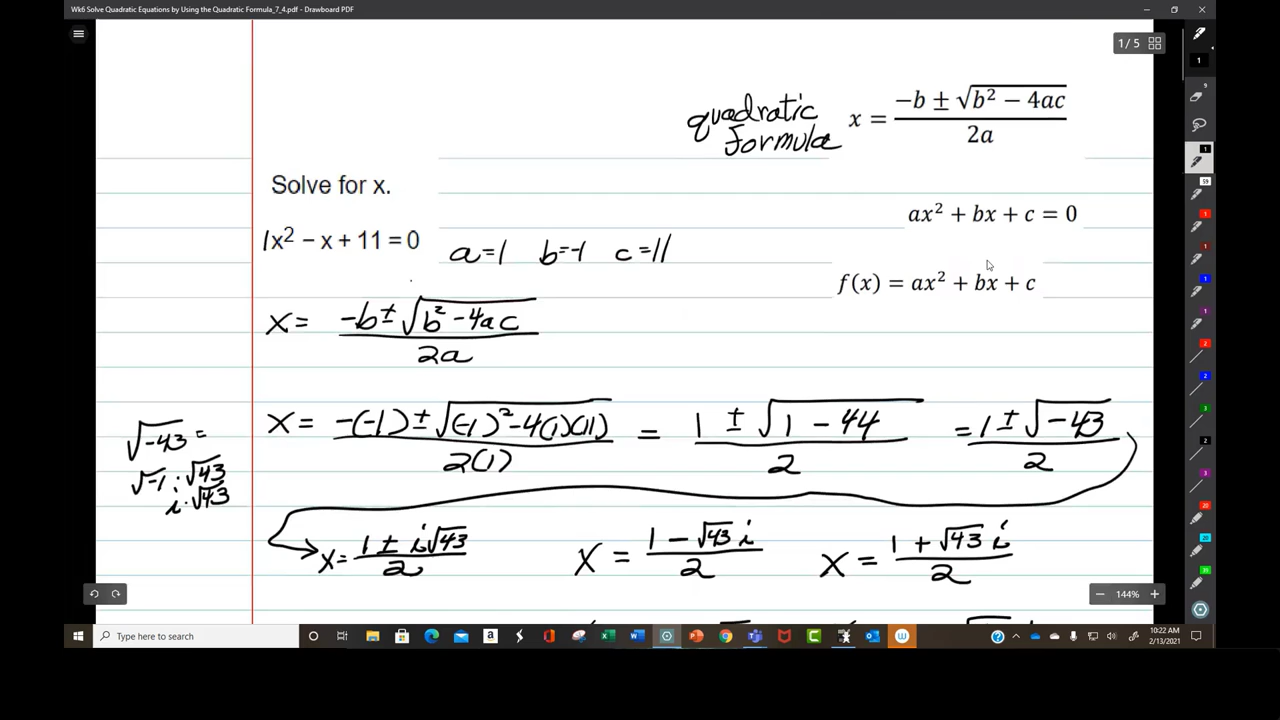 Wk6 Solve Quadratic Equations by Using the Quadratic Formula_7_4.pdf - Drawboard PDF
1 / 5
quadratic formula x = (-b ± √(b² − 4ac)) / 2a
Solve for x.
ax² + bx + c = 0
1x² − x + 11 = 0 a=1 b=-1 c=11
f(x) = ax² + bx + c
x = (-b ± √(b² - 4ac)) / 2a
x = (-(-1) ± √((-1)² - 4(1)(11))) / 2(1) = (1 ± √(1 - 44)) / 2 = (1 ± √(-43)) / 2
√-43 =
√-1 · √43
i · √43
x = (1 ± i√43) / 2 x = (1 - √43 i) / 2 x = (1 + √43 i) / 2
144%
Type here to search
10:22 AM
2/13/2021